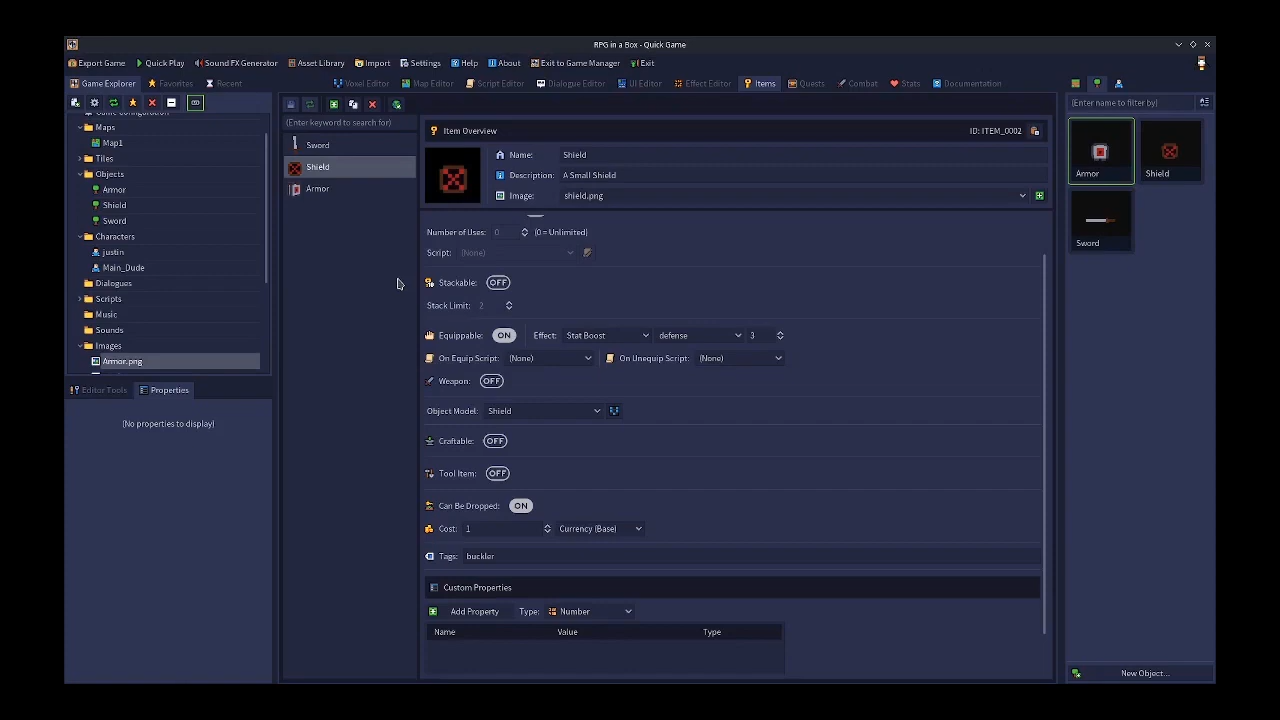 RPG in a Box - Quick Game
Export Game Quick Play Sound FX Generator Asset Library Import Settings Help About Exit to Game Manager Exit
Game Explorer Favorites Recent Voxel Editor Map Editor Script Editor Dialogue Editor UI Editor Effect Editor Items Quests Combat Stats Documentation
(Enter keyword to search for)
(Enter name to filter by)
Maps
Map1
Tiles
Objects
Armor
Shield
Sword
Characters
justin
Main_Dude
Dialogues
Scripts
Music
Sounds
Images
Armor.png
Editor Tools Properties
(No properties to display)
Sword
Shield
Armor
Item Overview ID: ITEM_0002
Name: Shield
Description: A Small Shield
Image: shield.png
Number of Uses: 0 (0 = Unlimited)
Script: (None)
Stackable: OFF
Stack Limit: 2
Equippable: ON Effect: Stat Boost defense 3
On Equip Script: (None) On Unequip Script: (None)
Weapon: OFF
Object Model: Shield
Craftable: OFF
Tool Item: OFF
Can Be Dropped: ON
Cost: 1 Currency (Base)
Tags: buckler
Custom Properties
Add Property Type: Number
Name Value Type
Armor Shield
Sword
New Object...